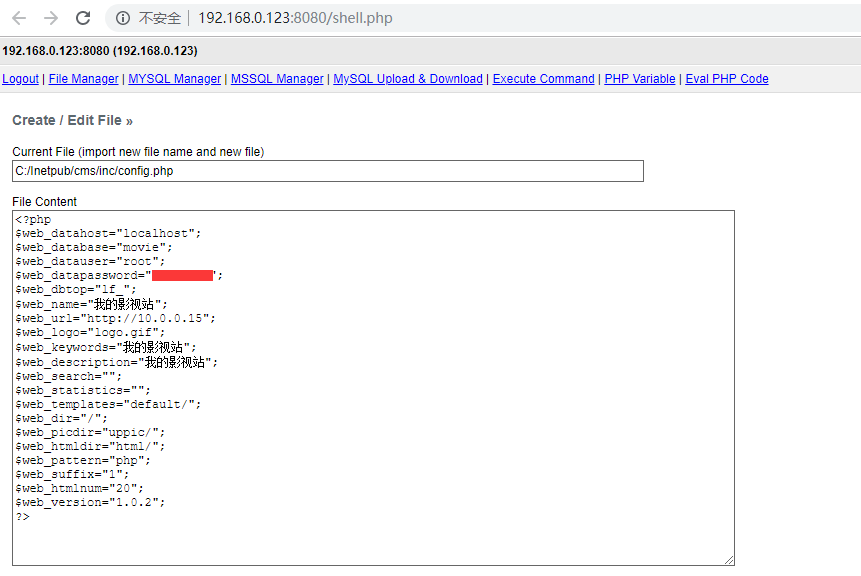 不安全 | 192.168.0.123:8080/shell.php
192.168.0.123:8080 (192.168.0.123)
Logout | File Manager | MYSQL Manager | MSSQL Manager | MySQL Upload & Download | Execute Command | PHP Variable | Eval PHP Code
Create / Edit File »
Current File (import new file name and new file)
C:/Inetpub/cms/inc/config.php
File Content
<?php
$web_datahost="localhost";
$web_database="movie";
$web_datauser="root";
$web_datapassword="";
$web_dbtop="lf_";
$web_name="我的影视站";
$web_url="http://10.0.0.15";
$web_logo="logo.gif";
$web_keywords="我的影视站";
$web_description="我的影视站";
$web_search="";
$web_statistics="";
$web_templates="default/";
$web_dir="/";
$web_picdir="uppic/";
$web_htmldir="html/";
$web_pattern="php";
$web_suffix="1";
$web_htmlnum="20";
$web_version="1.0.2";
?>